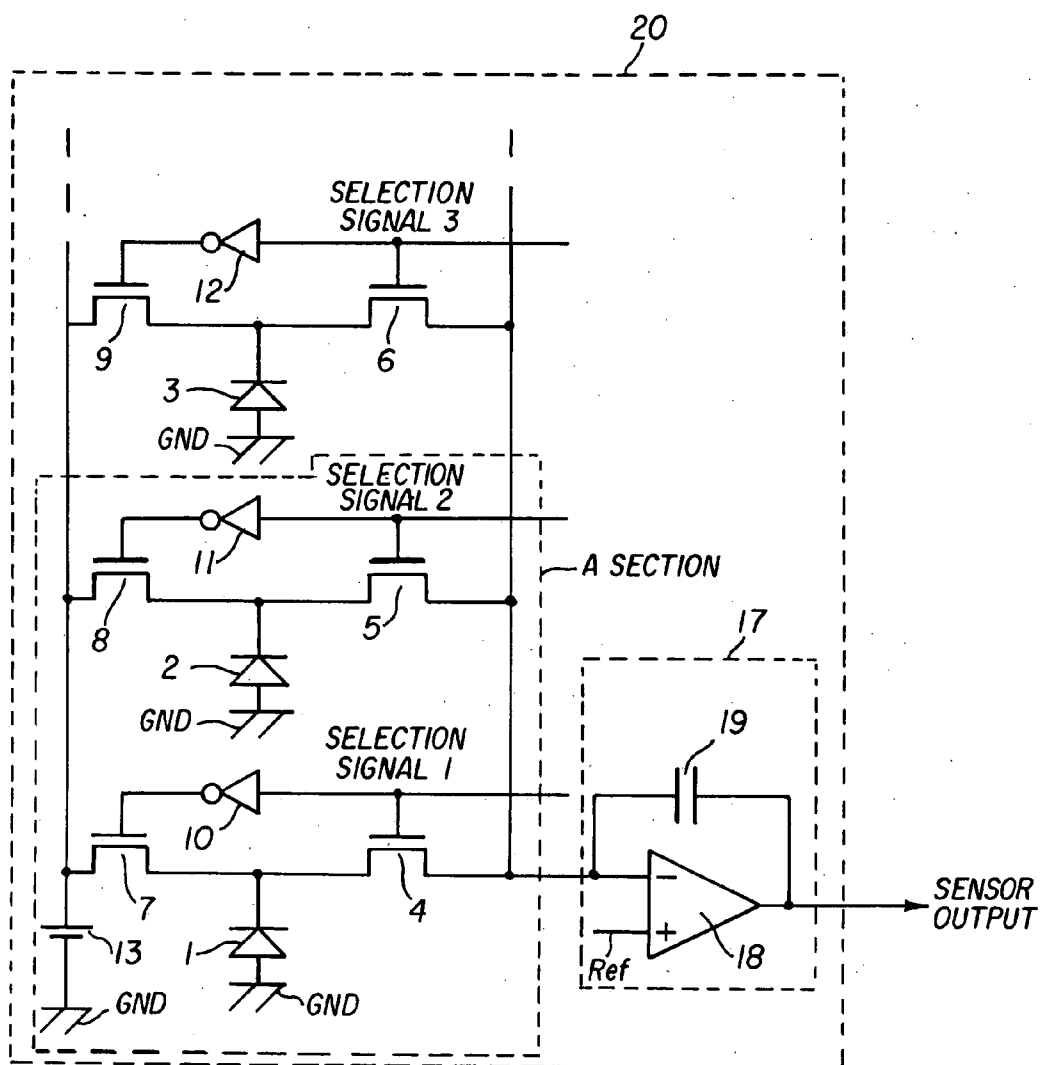 20
SELECTION
SIGNAL 3
12
9
6
3
GND
SELECTION
SIGNAL 2
11
A SECTION
8
5
17
2
GND
19
SELECTION
SIGNAL 1
10
7
4
−
SENSOR
OUTPUT
13
1
+
18
Ref
GND
GND